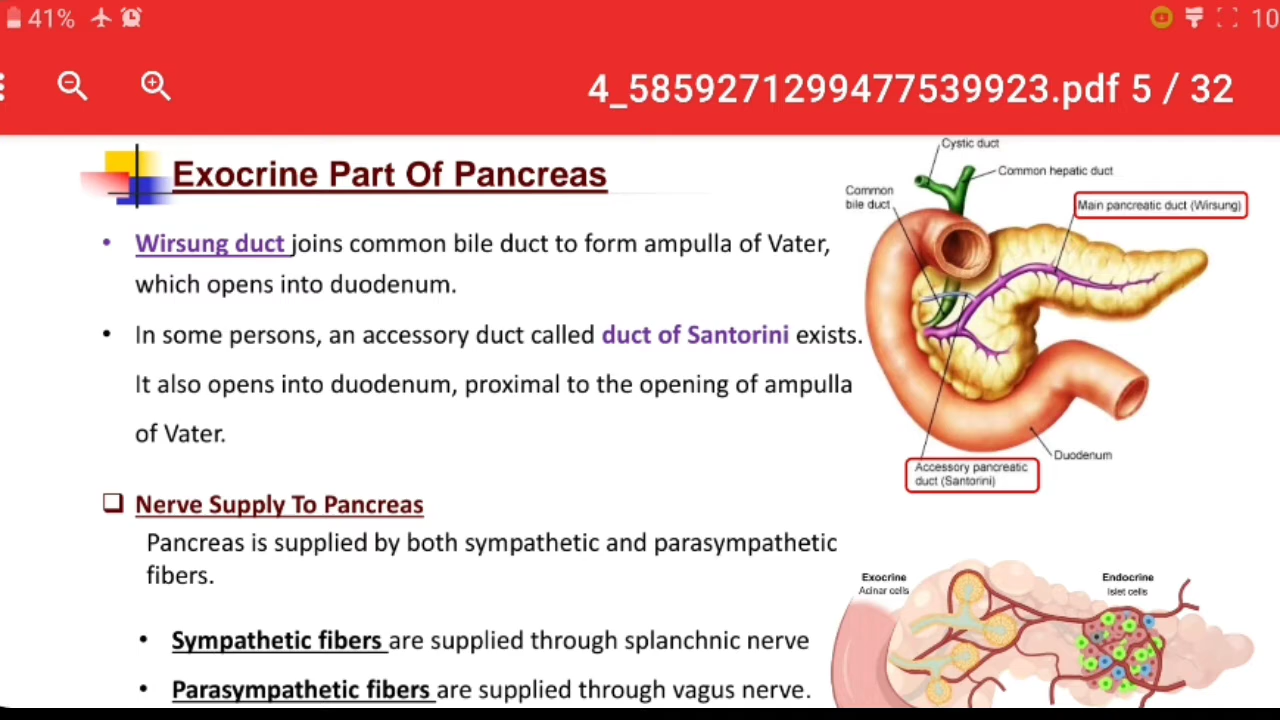 41%
10
4_5859271299477539923.pdf 5 / 32
Exocrine Part Of Pancreas
• Wirsung duct joins common bile duct to form ampulla of Vater,
which opens into duodenum.
• In some persons, an accessory duct called duct of Santorini exists.
It also opens into duodenum, proximal to the opening of ampulla
of Vater.
Cystic duct
Common hepatic duct
Common
bile duct
Main pancreatic duct (Wirsung)
Duodenum
Accessory pancreatic
duct (Santorini)
❑ Nerve Supply To Pancreas
Pancreas is supplied by both sympathetic and parasympathetic
fibers.
• Sympathetic fibers are supplied through splanchnic nerve
• Parasympathetic fibers are supplied through vagus nerve.
Exocrine
Acinar cells
Endocrine
Islet cells